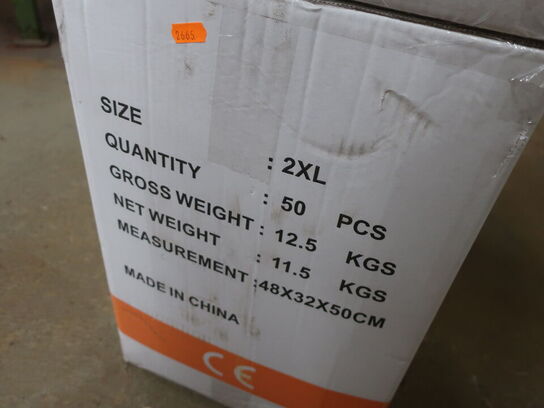 2665
SIZE : 2XL
QUANTITY : 50 PCS
GROSS WEIGHT : 12.5 KGS
NET WEIGHT : 11.5 KGS
MEASUREMENT :48X32X50CM
MADE IN CHINA
CE